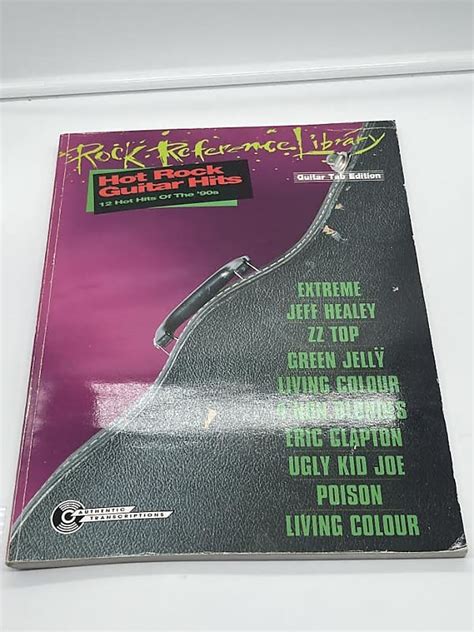 Rock Reference Library
Hot Rock
Guitar Hits
12 Hot Hits Of The '90s
Guitar Tab Edition
EXTREME
JEFF HEALEY
ZZ TOP
GREEN JELLŸ
LIVING COLOUR
4 NON BLONDES
ERIC CLAPTON
UGLY KID JOE
POISON
LIVING COLOUR
AUTHENTIC
TRANSCRIPTIONS